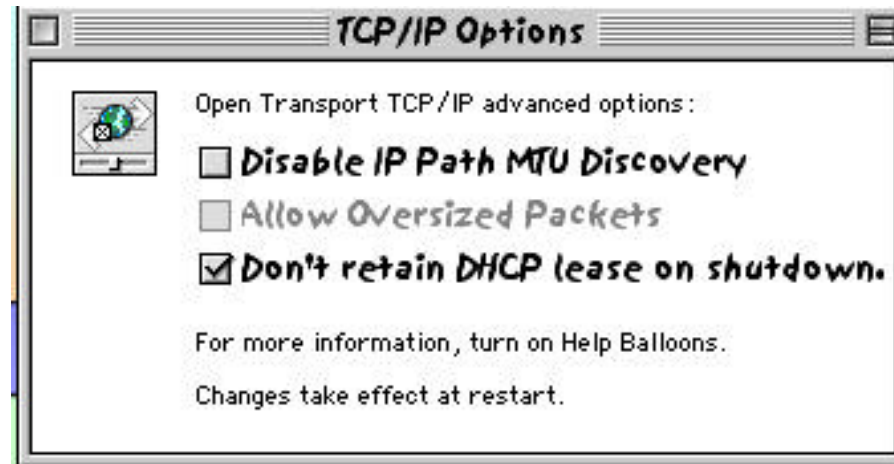 TCP/IP Options
Open Transport TCP/IP advanced options:
Disable IP Path MTU Discovery
Allow Oversized Packets
Don't retain DHCP lease on shutdown.
For more information, turn on Help Balloons.
Changes take effect at restart.